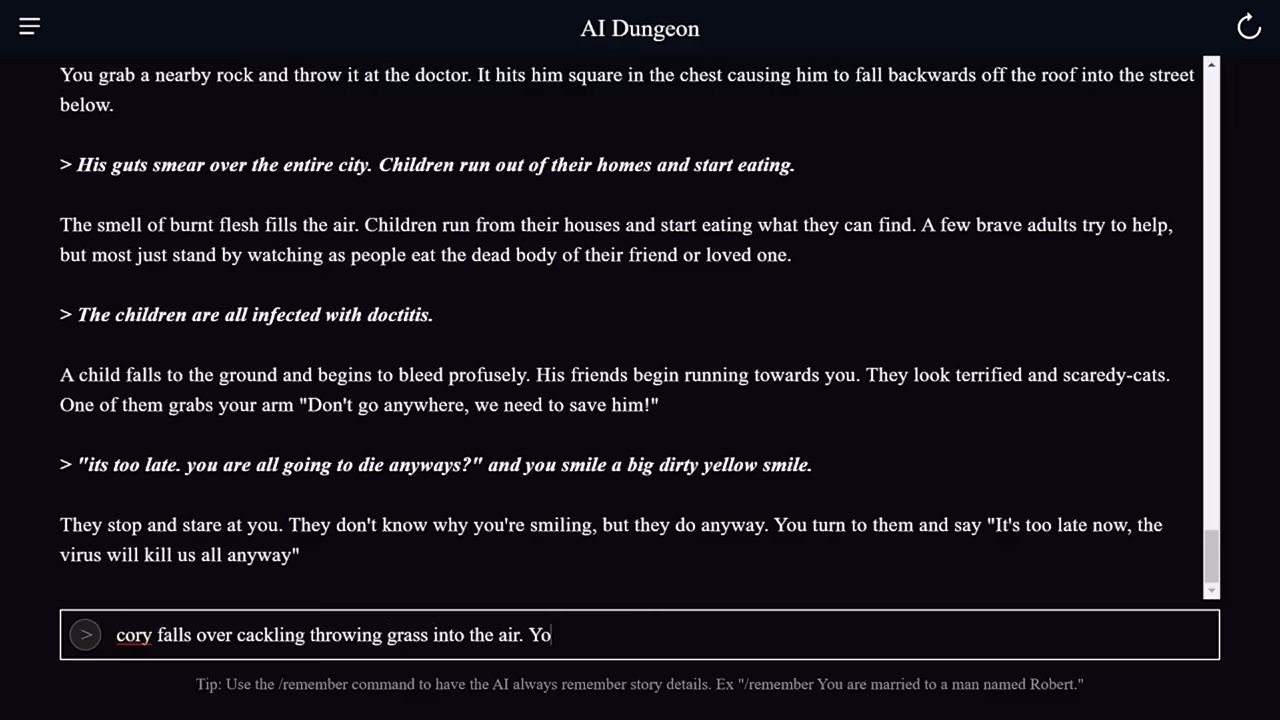 AI Dungeon
You grab a nearby rock and throw it at the doctor. It hits him square in the chest causing him to fall backwards off the roof into the street
below.
> His guts smear over the entire city. Children run out of their homes and start eating.
The smell of burnt flesh fills the air. Children run from their houses and start eating what they can find. A few brave adults try to help,
but most just stand by watching as people eat the dead body of their friend or loved one.
> The children are all infected with doctitis.
A child falls to the ground and begins to bleed profusely. His friends begin running towards you. They look terrified and scaredy-cats.
One of them grabs your arm "Don't go anywhere, we need to save him!"
> "its too late. you are all going to die anyways?" and you smile a big dirty yellow smile.
They stop and stare at you. They don't know why you're smiling, but they do anyway. You turn to them and say "It's too late now, the
virus will kill us all anyway"
> cory falls over cackling throwing grass into the air. Yo
Tip: Use the /remember command to have the AI always remember story details. Ex "/remember You are married to a man named Robert."